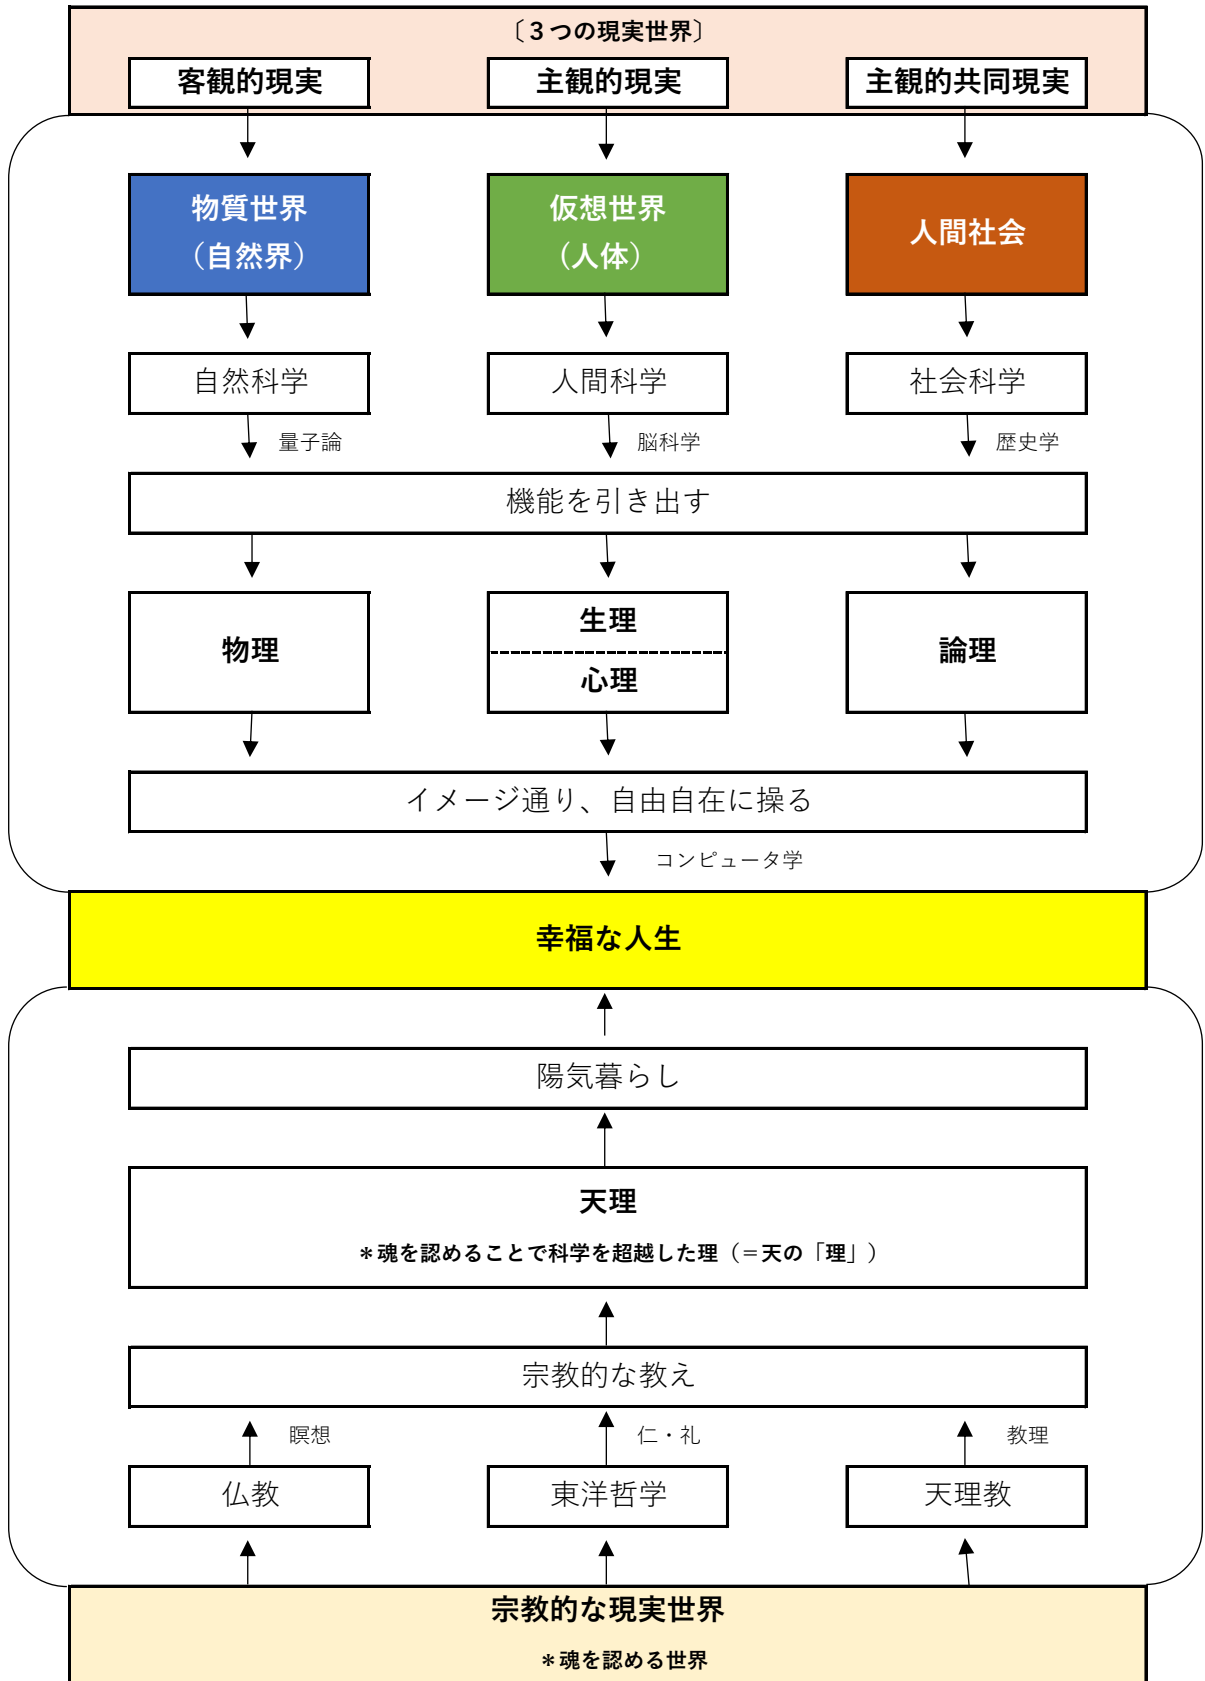 〔３つの現実世界〕
客観的現実
主観的現実
主観的共同現実
物質世界
（自然界）
仮想世界
（人体）
人間社会
自然科学
人間科学
社会科学
量子論
脳科学
歴史学
機能を引き出す
物理
生理
心理
論理
イメージ通り、自由自在に操る
コンピュータ学
幸福な人生
陽気暮らし
天理
＊魂を認めることで科学を超越した理（＝天の「理」）
宗教的な教え
瞑想
仁・礼
教理
仏教
東洋哲学
天理教
宗教的な現実世界
＊魂を認める世界